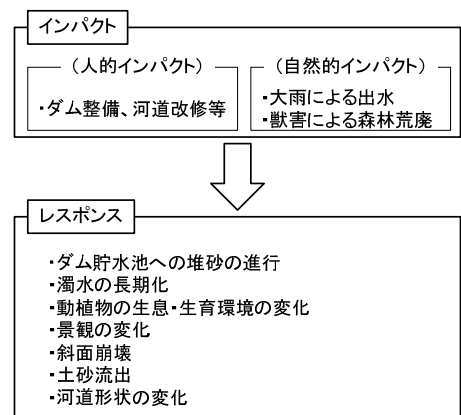 インパクト
（人的インパクト）
・ダム整備、河道改修等
（自然的インパクト）
・大雨による出水
・獣害による森林荒廃
レスポンス
・ダム貯水池への堆砂の進行
・濁水の長期化
・動植物の生息・生育環境の変化
・景観の変化
・斜面崩壊
・土砂流出
・河道形状の変化